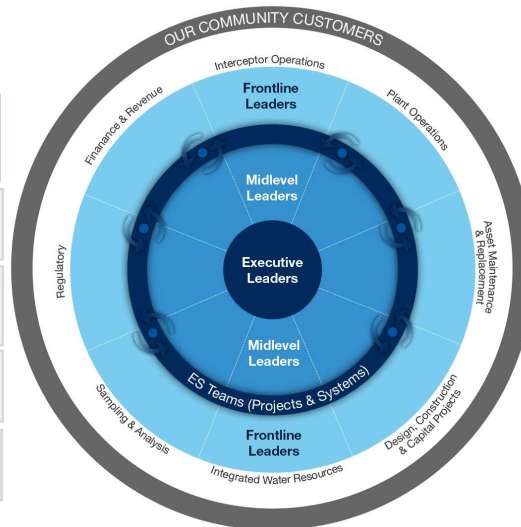 OUR COMMUNITY CUSTOMERS
Interceptor Operations
Finanance & Revenue
Plant Operations
Frontline
Leaders
Midlevel
Leaders
Regulatory
Executive
Leaders
Asset Maintenance
& Replacement
Midlevel
Leaders
ES Teams (Projects & Systems)
Sampling & Analysis
Frontline
Leaders
Design, Construction
& Capital Projects
Integrated Water Resources